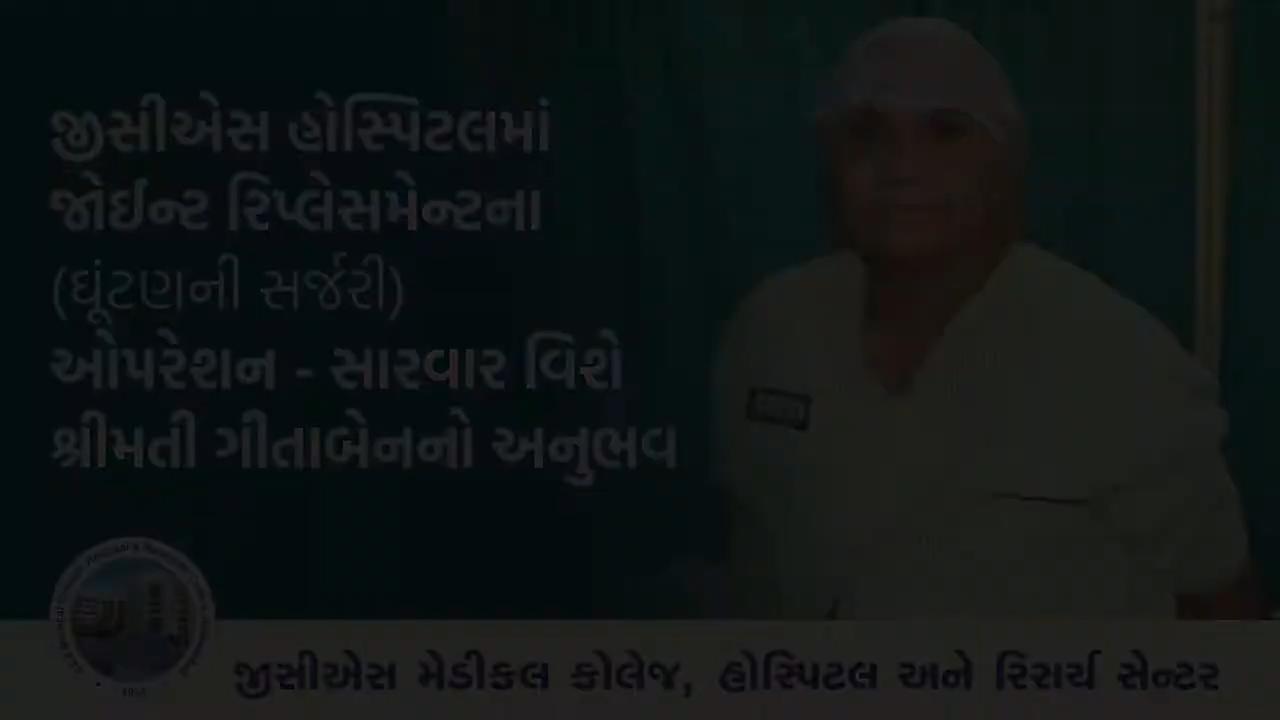 જીસીએસ હોસ્પિટલમાં
જોઈન્ટ રિપ્લેસમેન્ટના
(ઘૂંટણની સર્જરી)
ઓપરેશન - સારવાર વિશે
શ્રીમતી ગીતાબેનનો અનુભવ
જીસીએસ મેડીકલ કોલેજ, હોસ્પિટલ અને રિસાર્ચ સેન્ટર